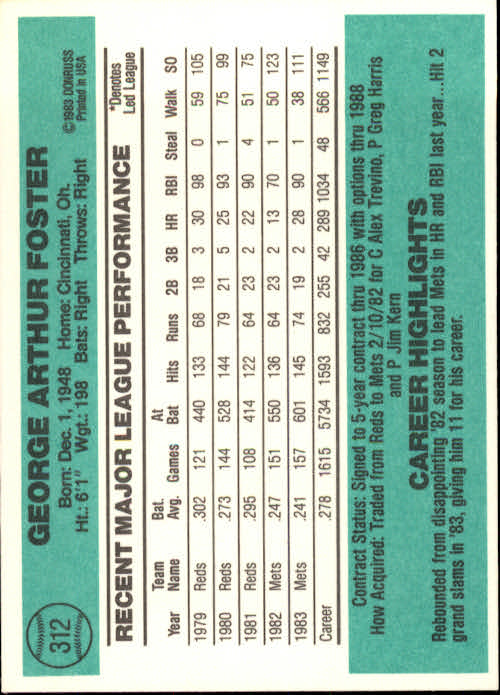 312
GEORGE ARTHUR FOSTER
©1983 DONRUSS
Printed in USA
Born: Dec. 1, 1948 Home: Cincinnati, Oh.
Ht.: 6'1" Wgt.: 198 Bats: Right Throws: Right
RECENT MAJOR LEAGUE PERFORMANCE
*Denotes
Led League
Year Team Name Bat. Avg. Games At Bat Hits Runs 2B 3B HR RBI Steal Walk SO
1979 Reds .302 121 440 133 68 18 3 30 98 0 59 105
1980 Reds .273 144 528 144 79 21 5 25 93 1 75 99
1981 Reds .295 108 414 122 64 23 2 22 90 4 51 75
1982 Mets .247 151 550 136 64 23 2 13 70 1 50 123
1983 Mets .241 157 601 145 74 19 2 28 90 1 38 111
Career .278 1615 5734 1593 832 255 42 289 1034 48 566 1149
Contract Status: Signed to 5-year contract thru 1986 with options thru 1988
How Acquired: Traded from Reds to Mets 2/10/82 for C Alex Trevino, P Greg Harris
and P Jim Kern
CAREER HIGHLIGHTS
Rebounded from disappointing '82 season to lead Mets in HR and RBI last year...Hit 2
grand slams in '83, giving him 11 for his career.